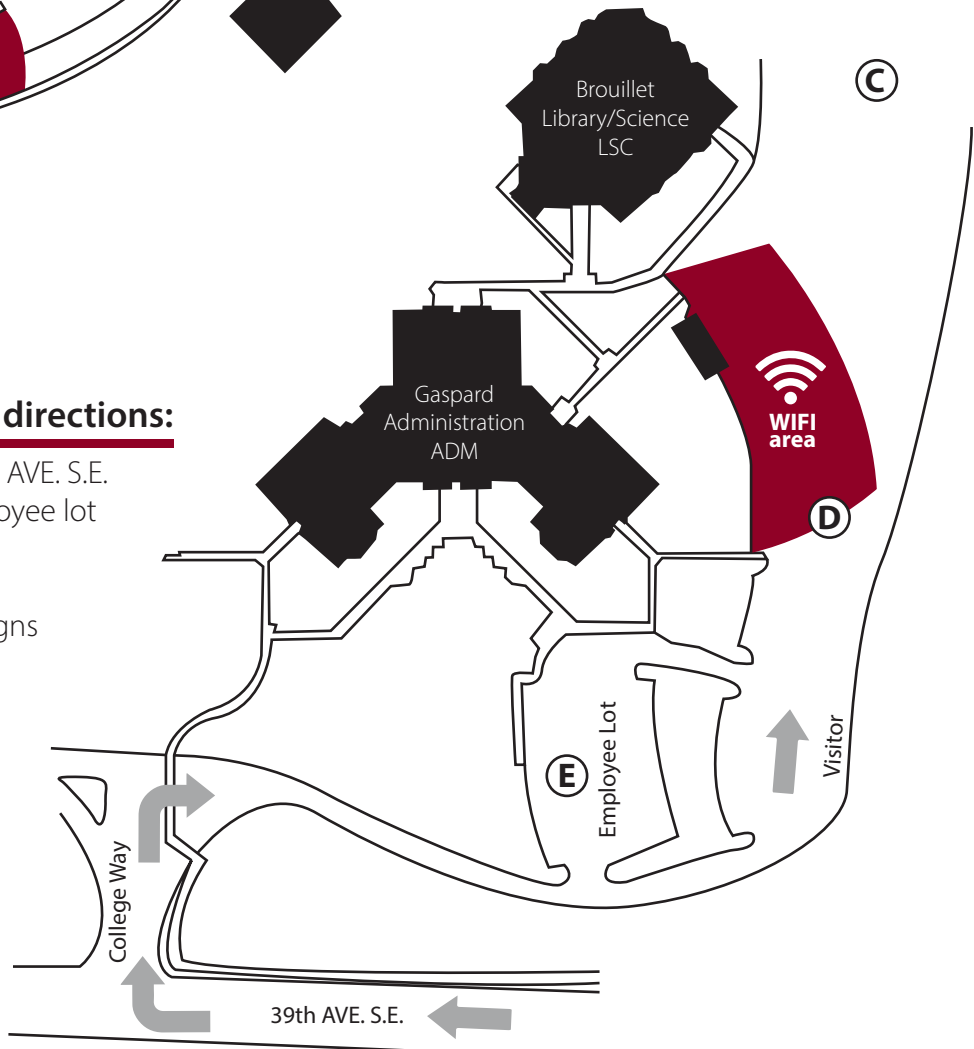 Brouillet
Library/Science
LSC
C
Gaspard
Administration
ADM
WIFI
area
D
directions:
AVE. S.E.
oyee lot
gns
E
Employee Lot
Visitor
College Way
39th AVE. S.E.